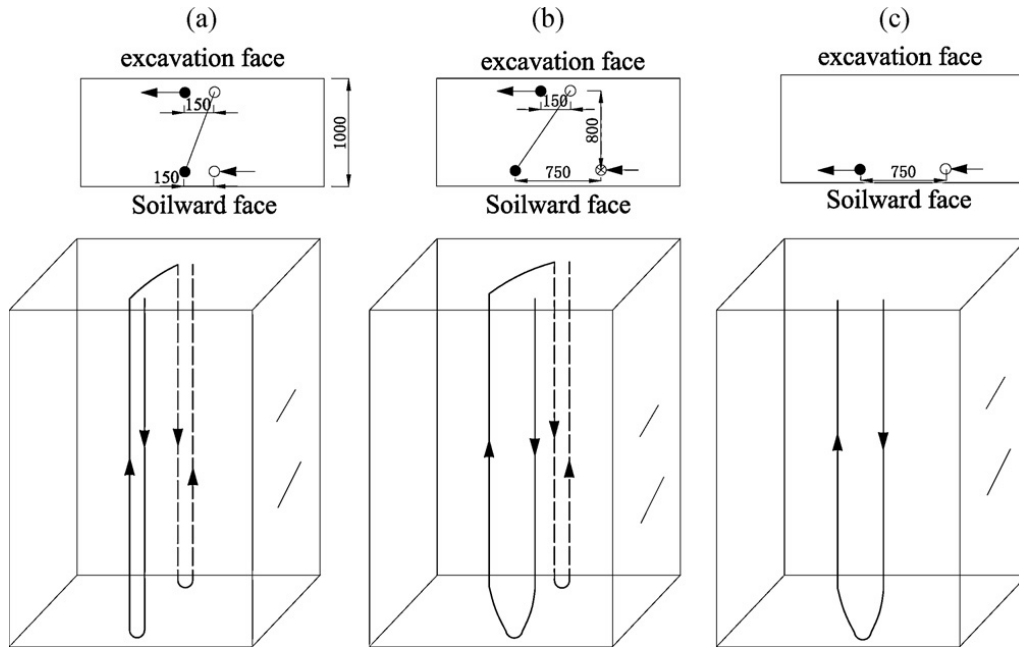 (a)
excavation face
150
1000
150
Soilward face
(b)
excavation face
150
800
750
Soilward face
(c)
excavation face
750
Soilward face